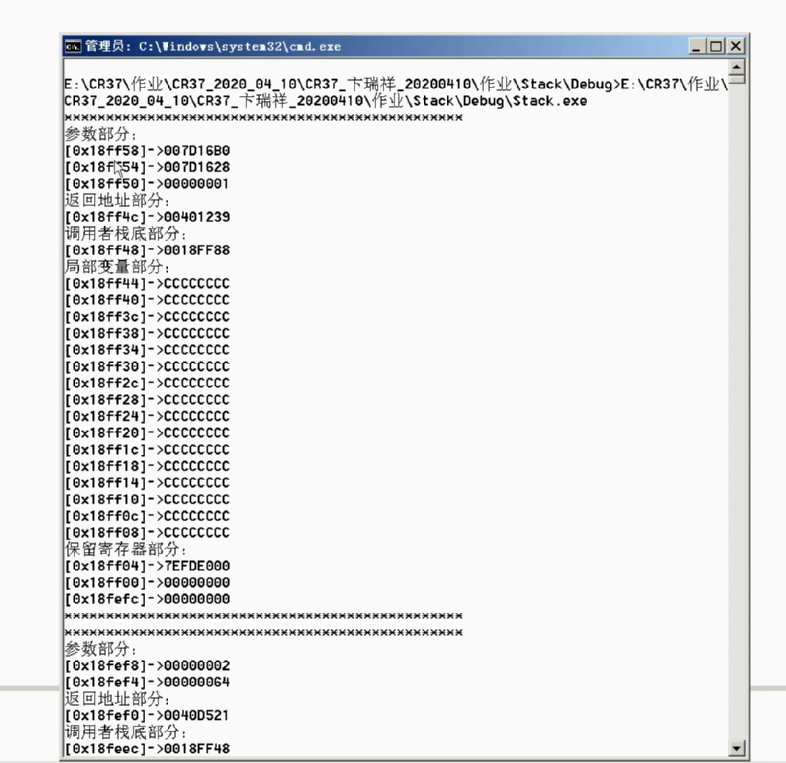 管理员: C:\Windows\system32\cmd.exe
E:\CR37\作业\CR37_2020_04_10\CR37_卞瑞祥_20200410\作业\Stack\Debug>E:\CR37\作业\
CR37_2020_04_10\CR37_卞瑞祥_20200410\作业\Stack\Debug\Stack.exe
************************************************
参数部分:
[0x18ff58]->007D16B0
[0x18ff54]->007D1628
[0x18ff50]->00000001
返回地址部分:
[0x18ff4c]->00401239
调用者栈底部分:
[0x18ff48]->0018FF88
局部变量部分:
[0x18ff44]->CCCCCCCC
[0x18ff40]->CCCCCCCC
[0x18ff3c]->CCCCCCCC
[0x18ff38]->CCCCCCCC
[0x18ff34]->CCCCCCCC
[0x18ff30]->CCCCCCCC
[0x18ff2c]->CCCCCCCC
[0x18ff28]->CCCCCCCC
[0x18ff24]->CCCCCCCC
[0x18ff20]->CCCCCCCC
[0x18ff1c]->CCCCCCCC
[0x18ff18]->CCCCCCCC
[0x18ff14]->CCCCCCCC
[0x18ff10]->CCCCCCCC
[0x18ff0c]->CCCCCCCC
[0x18ff08]->CCCCCCCC
保留寄存器部分:
[0x18ff04]->7EFDE000
[0x18ff00]->00000000
[0x18fefc]->00000000
************************************************
************************************************
参数部分:
[0x18fef8]->00000002
[0x18fef4]->00000064
返回地址部分:
[0x18fef0]->0040D521
调用者栈底部分:
[0x18feec]->0018FF48